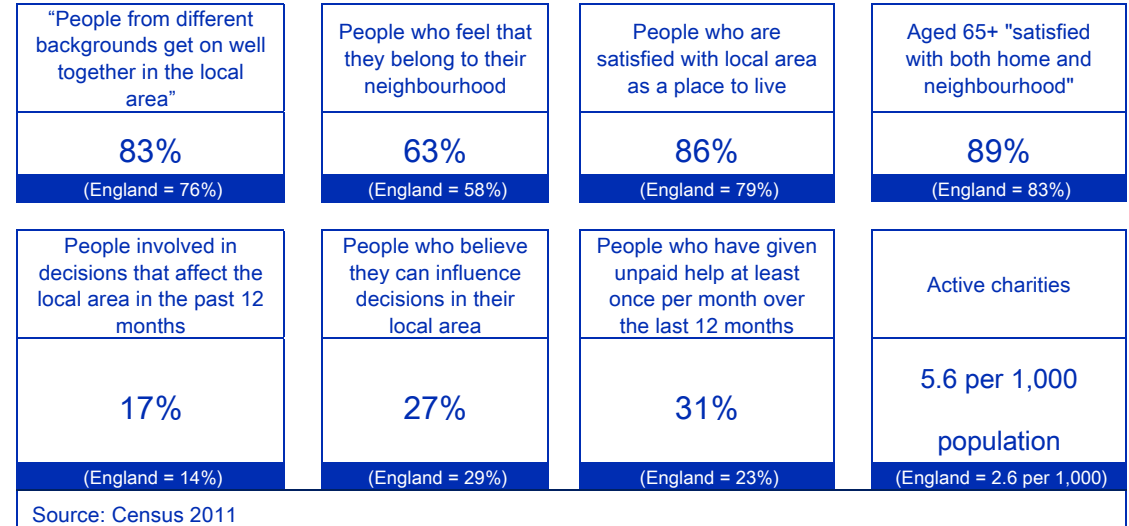 “People from different
backgrounds get on well
together in the local
area”
83%
(England = 76%)
People who feel that
they belong to their
neighbourhood
63%
(England = 58%)
People who are
satisfied with local area
as a place to live
86%
(England = 79%)
Aged 65+ "satisfied
with both home and
neighbourhood"
89%
(England = 83%)
People involved in
decisions that affect the
local area in the past 12
months
17%
(England = 14%)
People who believe
they can influence
decisions in their
local area
27%
(England = 29%)
People who have given
unpaid help at least
once per month over
the last 12 months
31%
(England = 23%)
Active charities
5.6 per 1,000
population
(England = 2.6 per 1,000)
Source: Census 2011